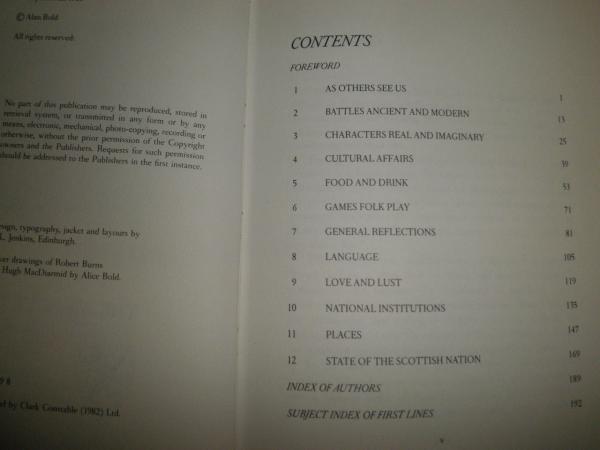 © Alan Bold
All rights reserved.
No part of this publication may be reproduced, stored in
retrieval system, or transmitted in any form or by any
means, electronic, mechanical, photo-copying, recording or
otherwise, without the prior permission of the Copyright
owners and the Publishers. Requests for such permission
should be addressed to the Publishers in the first instance.
design, typography, jacket and layouts by
L. Jenkins, Edinburgh.
drawings of Robert Burns
Hugh MacDiarmid by Alice Bold.
9 8
by Clark Constable (1982) Ltd.
CONTENTS
FOREWORD
1 AS OTHERS SEE US 1
2 BATTLES ANCIENT AND MODERN 13
3 CHARACTERS REAL AND IMAGINARY 25
4 CULTURAL AFFAIRS 39
5 FOOD AND DRINK 53
6 GAMES FOLK PLAY 71
7 GENERAL REFLECTIONS 81
8 LANGUAGE 105
9 LOVE AND LUST 119
10 NATIONAL INSTITUTIONS 135
11 PLACES 147
12 STATE OF THE SCOTTISH NATION 169
INDEX OF AUTHORS 189
SUBJECT INDEX OF FIRST LINES 192
v